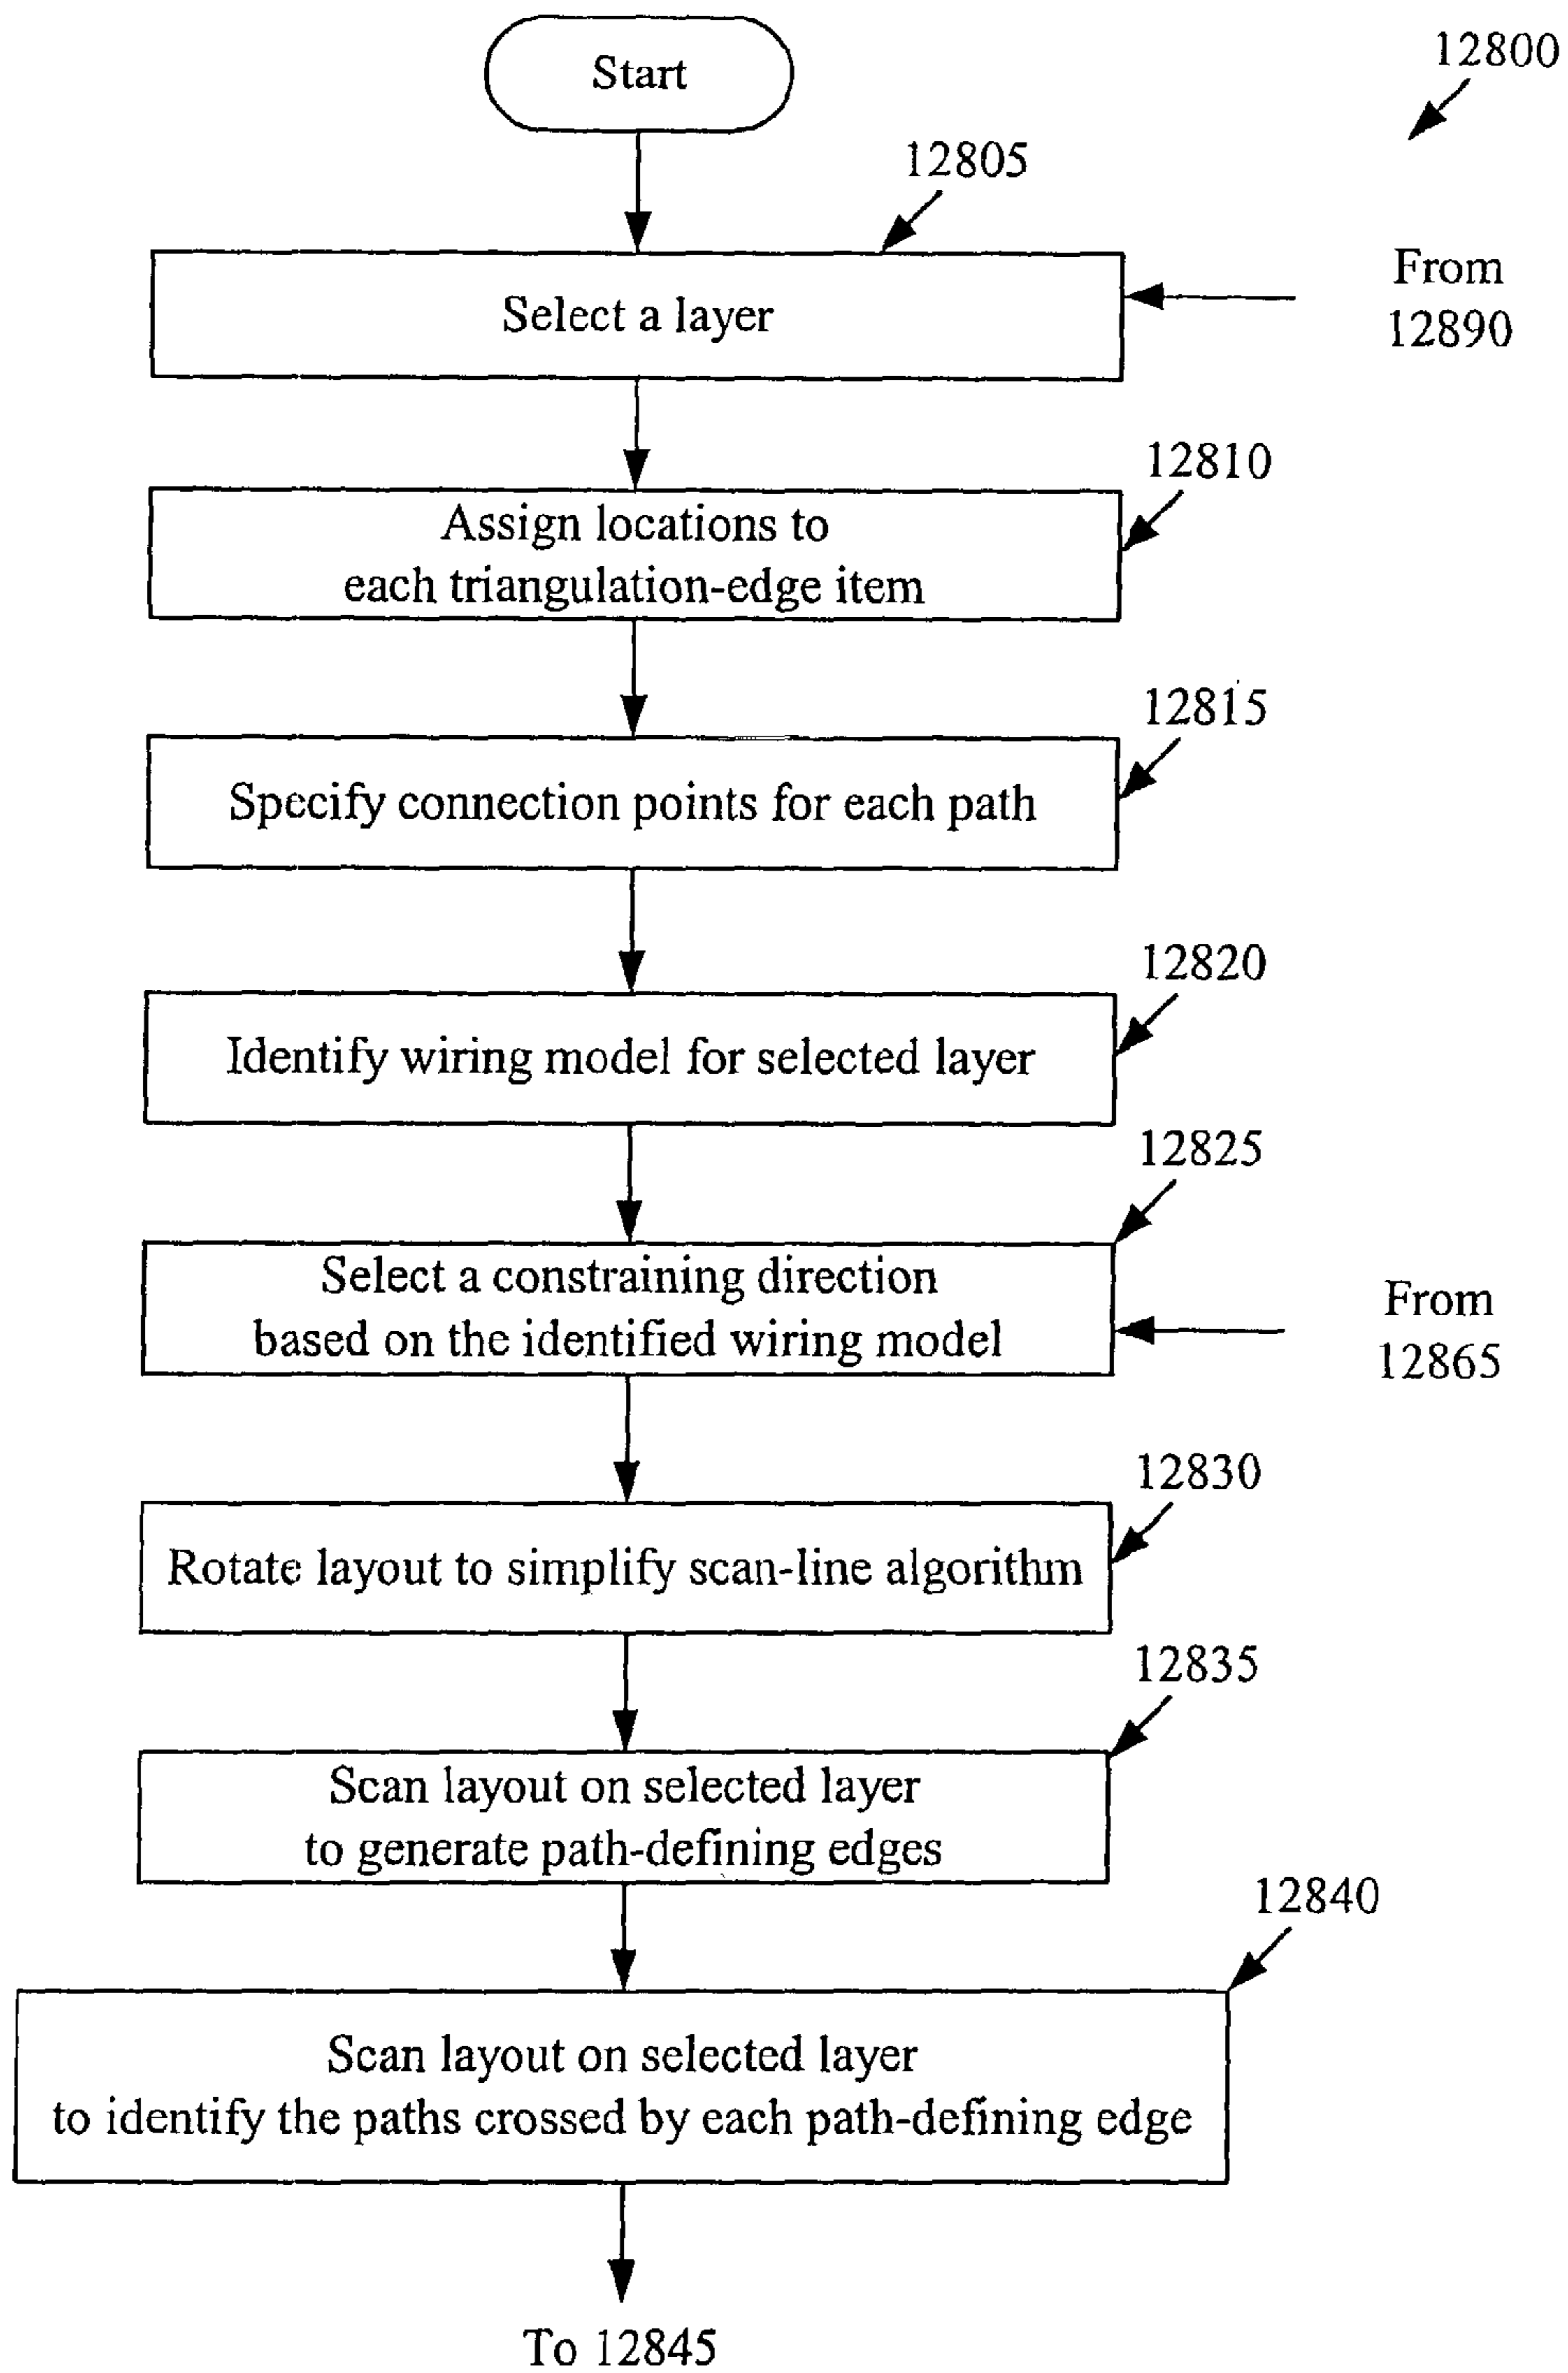 Start
12800
12805
Select a layer
From
12890
12810
Assign locations to
each triangulation-edge item
12815
Specify connection points for each path
12820
Identify wiring model for selected layer
12825
Select a constraining direction
based on the identified wiring model
From
12865
12830
Rotate layout to simplify scan-line algorithm
12835
Scan layout on selected layer
to generate path-defining edges
12840
Scan layout on selected layer
to identify the paths crossed by each path-defining edge
To 12845